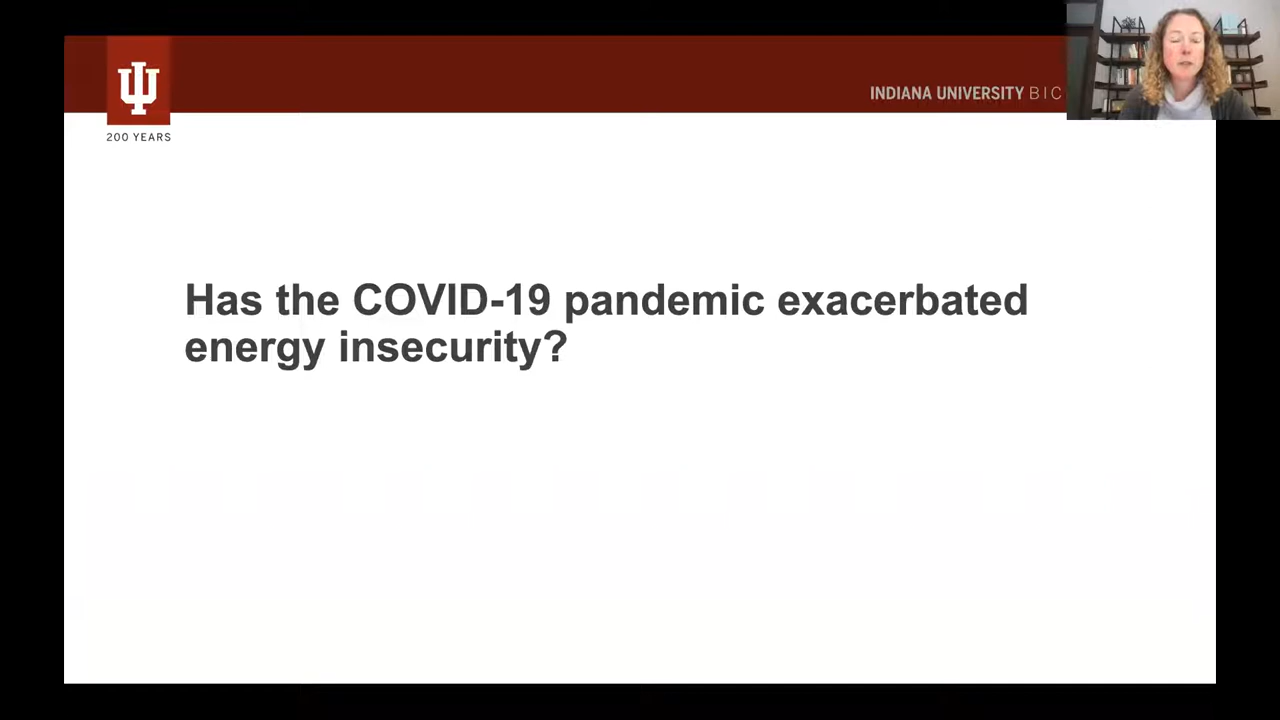 INDIANA UNIVERSITY BIC
200 YEARS
Has the COVID-19 pandemic exacerbated
energy insecurity?